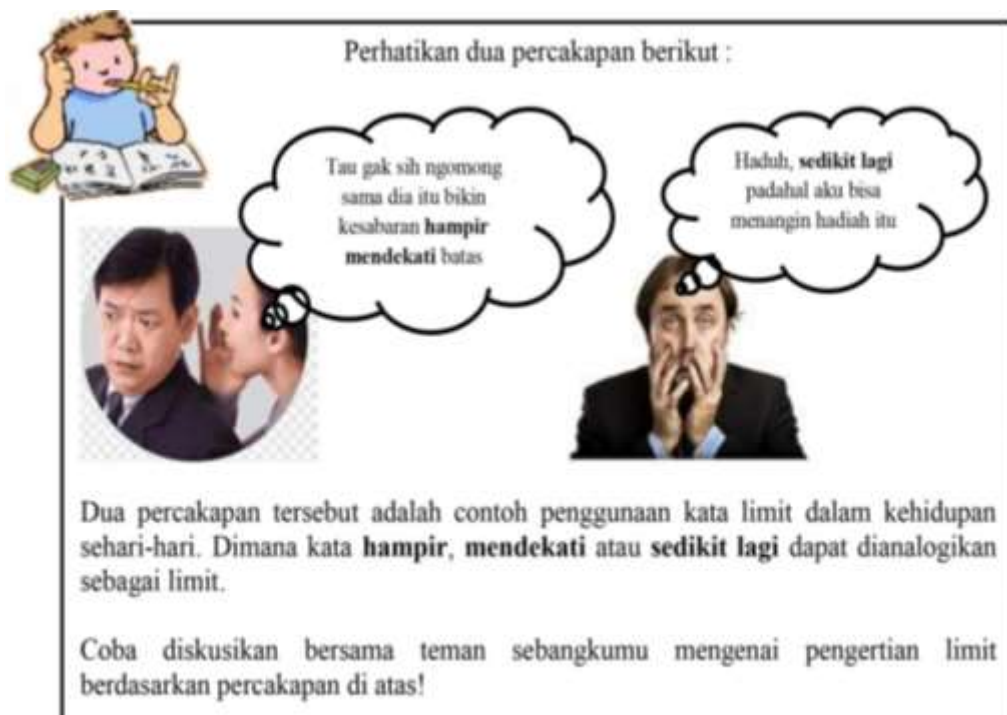 Perhatikan dua percakapan berikut :
Tau gak sih ngomong
sama dia itu bikin
kesabaran hampir
mendekati batas
Haduh, sedikit lagi
padahal aku bisa
menangin hadiah itu
Dua percakapan tersebut adalah contoh penggunaan kata limit dalam kehidupan
sehari-hari. Dimana kata hampir, mendekati atau sedikit lagi dapat dianalogikan
sebagai limit.
Coba diskusikan bersama teman sebangkumu mengenai pengertian limit
berdasarkan percakapan di atas!